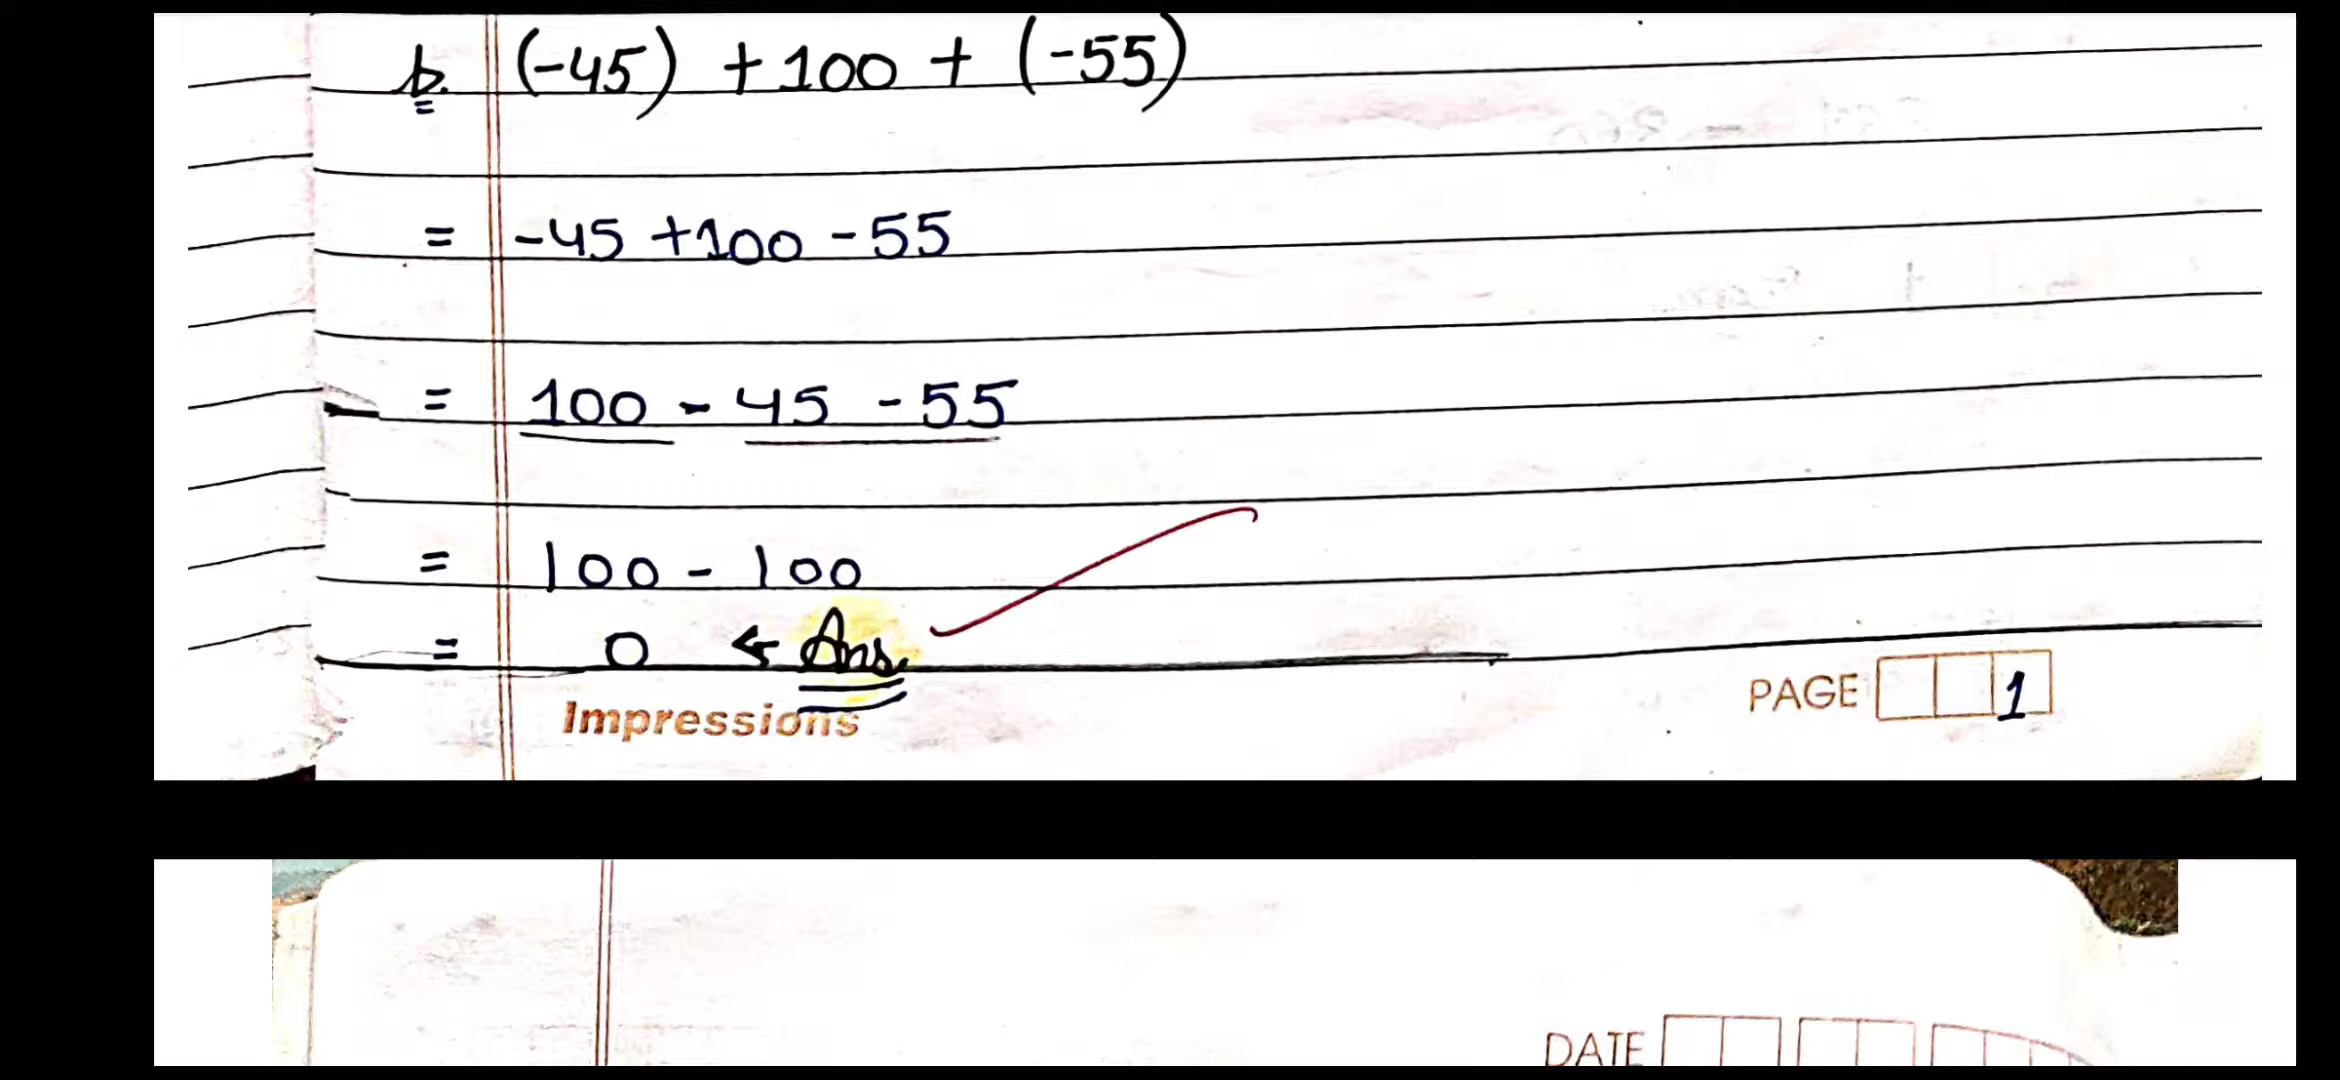 b. (-45) + 100 + (-55)
= -45 + 100 - 55
= 100 - 45 - 55
= 100 - 100
= 0 ← Ans.
Impressions
PAGE 1
DATE